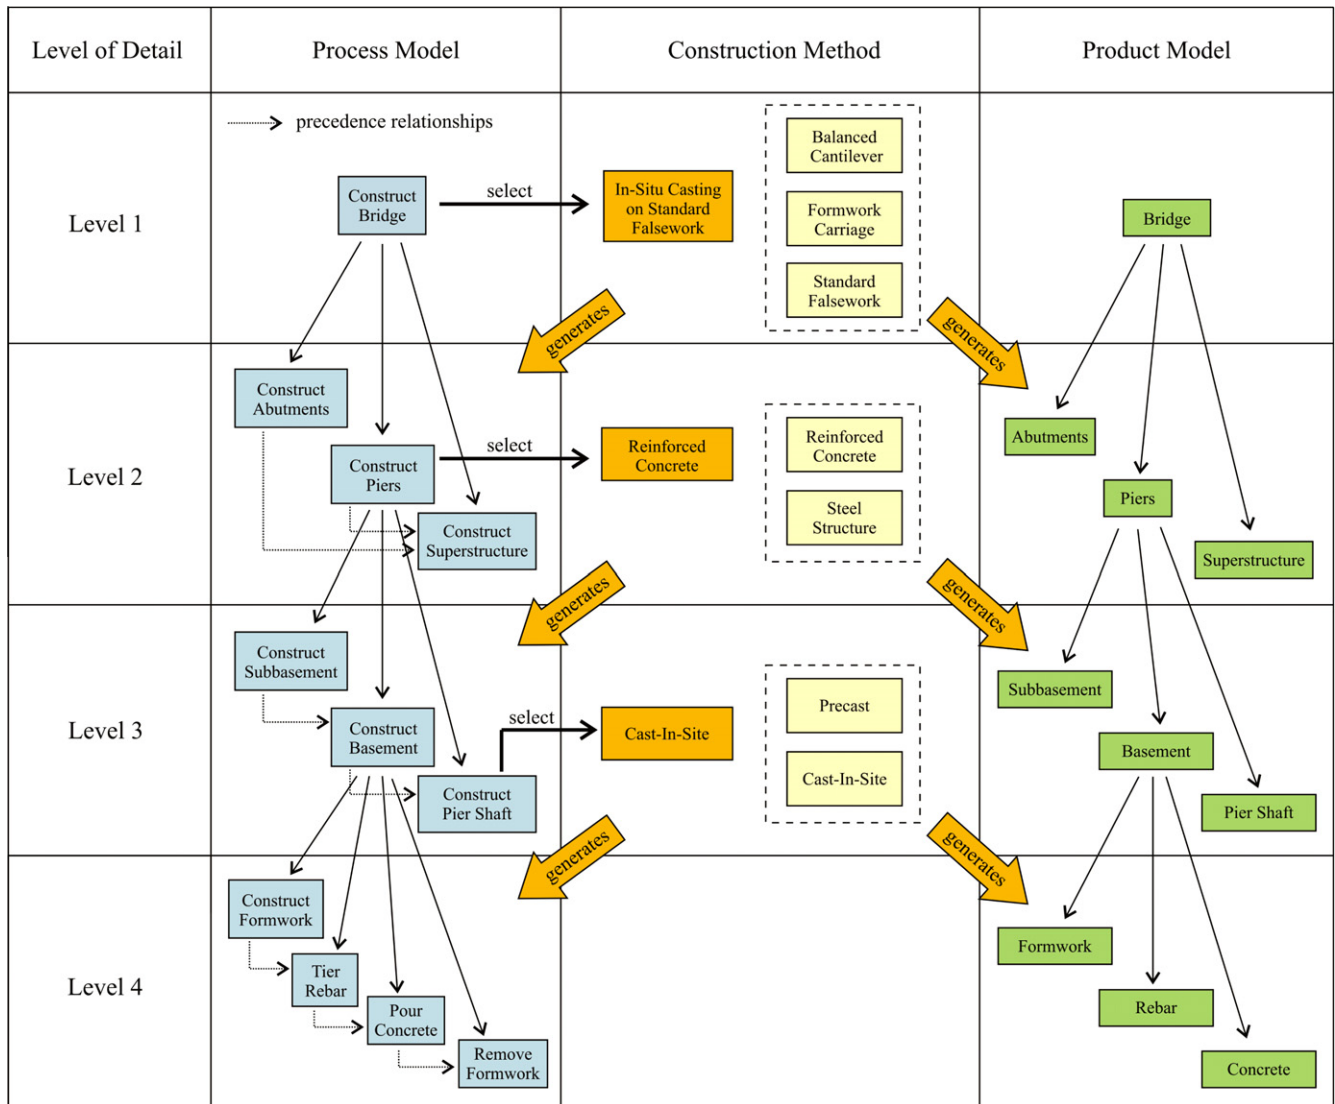 Level of Detail
Process Model
Construction Method
Product Model
Level 1
precedence relationships
Construct
Bridge
select
In-Situ Casting
on Standard
Falsework
Balanced
Cantilever
Formwork
Carriage
Standard
Falsework
Bridge
generates
generates
Level 2
Construct
Abutments
Construct
Piers
Construct
Superstructure
select
Reinforced
Concrete
Reinforced
Concrete
Steel
Structure
Abutments
Piers
Superstructure
generates
generates
Level 3
Construct
Subbasement
Construct
Basement
Construct
Pier Shaft
select
Cast-In-Site
Precast
Cast-In-Site
Subbasement
Basement
Pier Shaft
generates
generates
Level 4
Construct
Formwork
Tier
Rebar
Pour
Concrete
Remove
Formwork
Formwork
Rebar
Concrete